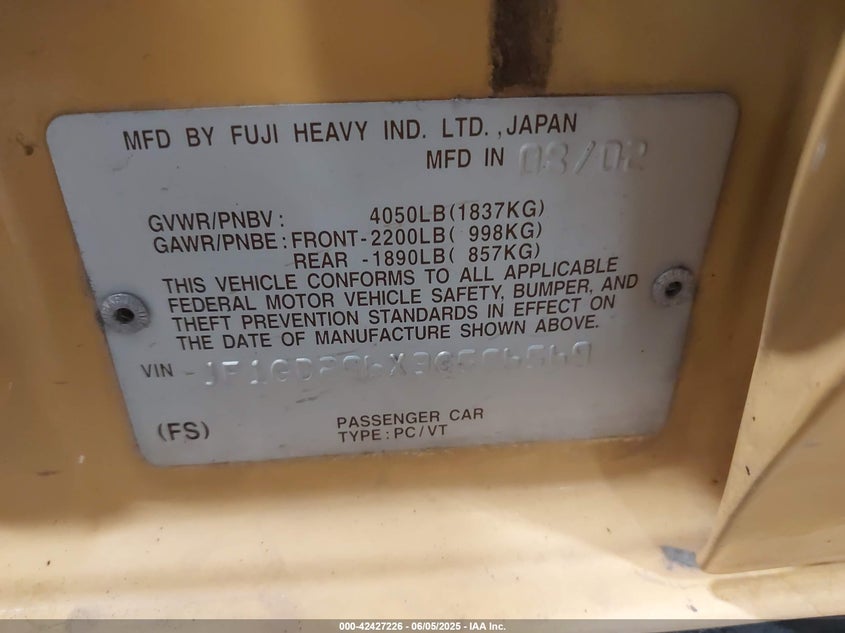 MFD BY FUJI HEAVY IND. LTD.,JAPAN
MFD IN 03/02
GVWR/PNBV: 4050LB(1837KG)
GAWR/PNBE:FRONT-2200LB( 998KG)
REAR -1890LB( 857KG)
THIS VEHICLE CONFORMS TO ALL APPLICABLE
FEDERAL MOTOR VEHICLE SAFETY, BUMPER, AND
THEFT PREVENTION STANDARDS IN EFFECT ON
THE DATE OF MANUFACTURE SHOWN ABOVE.
VIN -
(FS)
PASSENGER CAR
TYPE:PC/VT
000-42427226 - 06/05/2025 - IAA Inc.